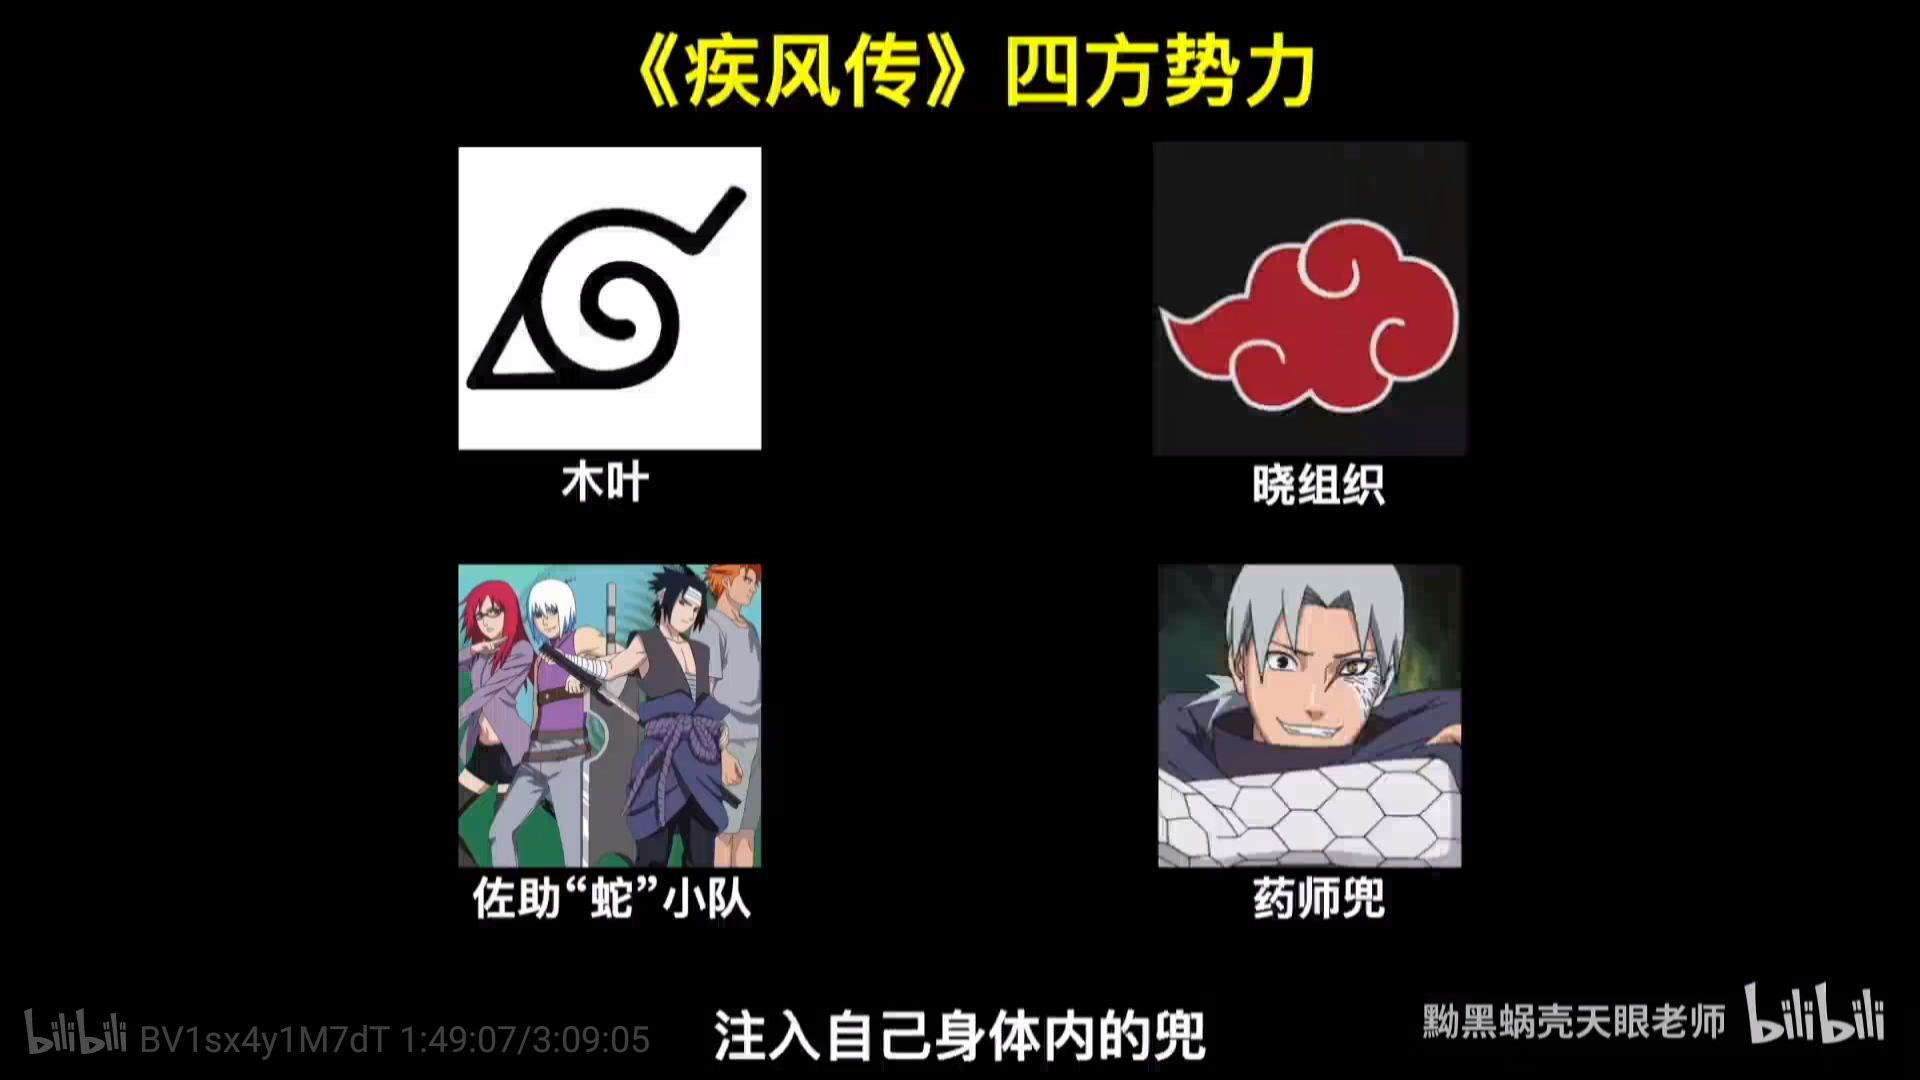 《疾风传》四方势力
木叶
晓组织
佐助“蛇”小队
药师兜
注入自己身体内的兜
bilibili BV1sx4y1M7dT 1:49:07/3:09:05
黝黑蜗壳天眼老师 bilibili